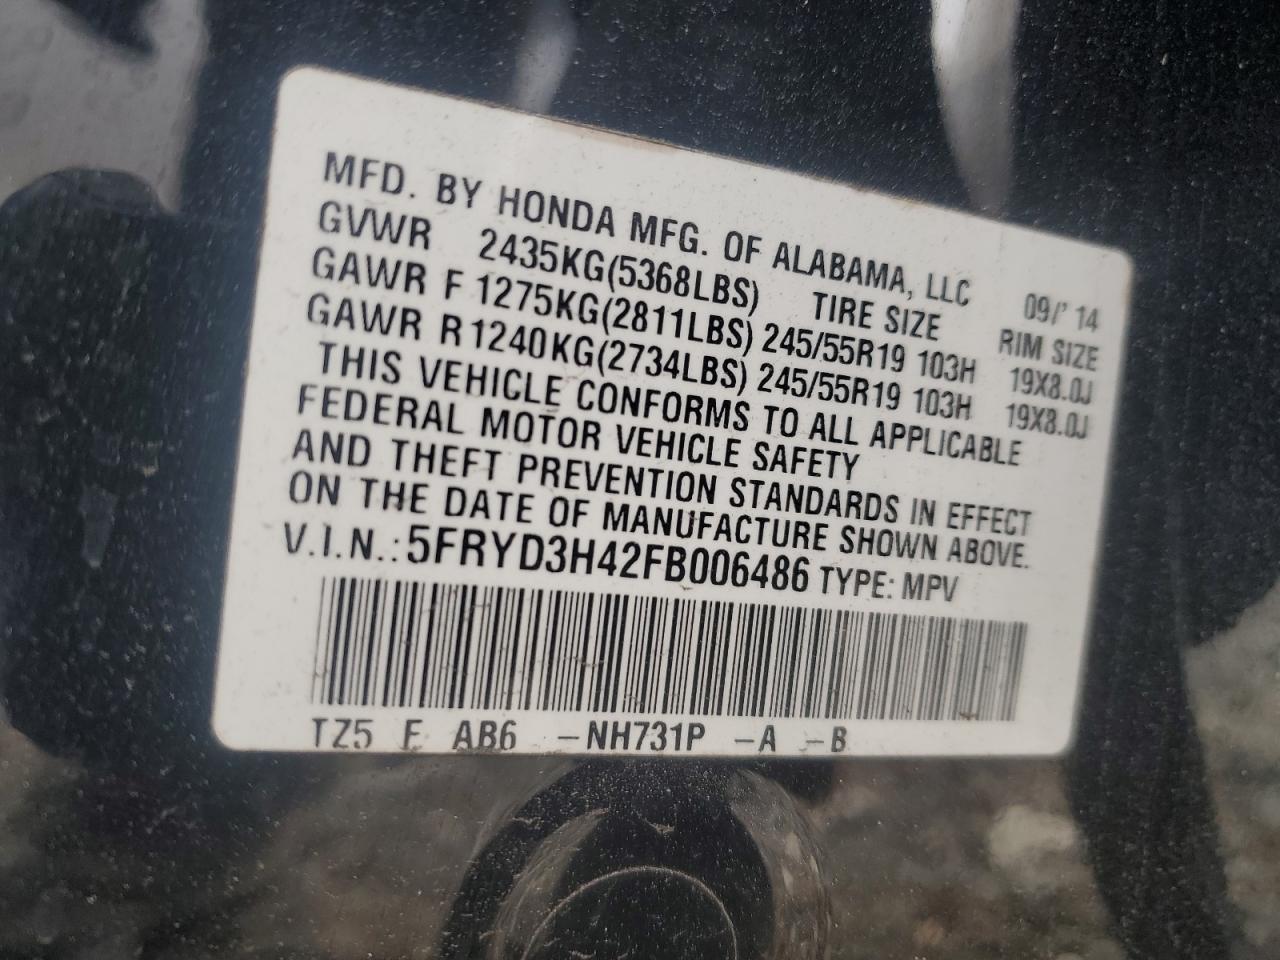 MFD. BY HONDA MFG. OF ALABAMA, LLC 09/'14
GVWR 2435KG(5368LBS) TIRE SIZE RIM SIZE
GAWR F 1275KG(2811LBS) 245/55R19 103H 19X8.0J
GAWR R 1240KG(2734LBS) 245/55R19 103H 19X8.0J
THIS VEHICLE CONFORMS TO ALL APPLICABLE
FEDERAL MOTOR VEHICLE SAFETY
AND THEFT PREVENTION STANDARDS IN EFFECT
ON THE DATE OF MANUFACTURE SHOWN ABOVE.
V.I.N.: 5FRYD3H42FB006486 TYPE: MPV
TZ5 F AB6 -NH731P -A -B